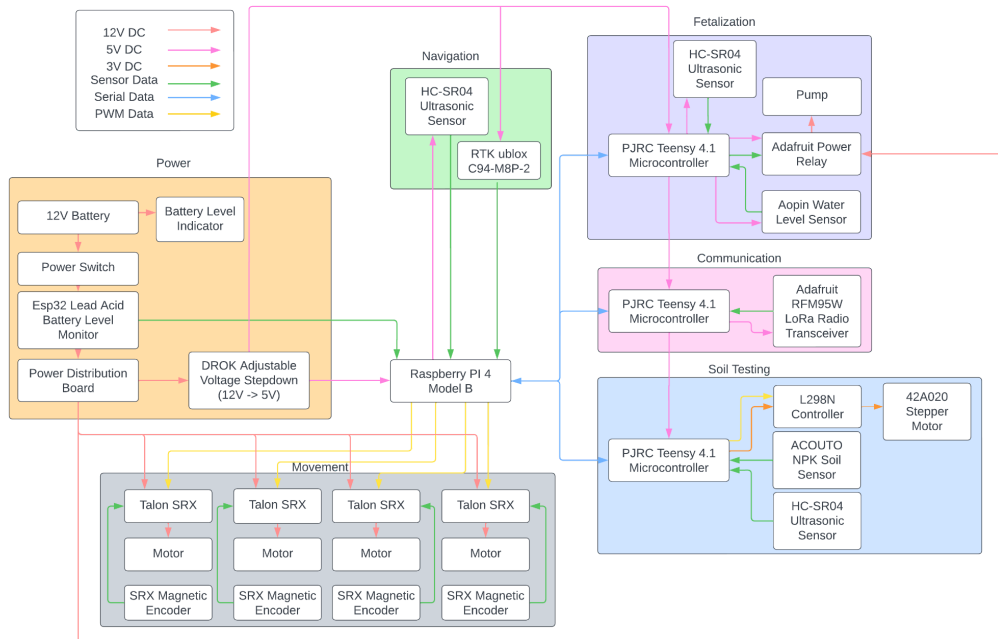 12V DC
5V DC
3V DC
Sensor Data
Serial Data
PWM Data
Power
12V Battery
Battery Level
Indicator
Power Switch
Esp32 Lead Acid
Battery Level
Monitor
Power Distribution
Board
DROK Adjustable
Voltage Stepdown
(12V -> 5V)
Navigation
HC-SR04
Ultrasonic
Sensor
RTK ublox
C94-M8P-2
Raspberry PI 4
Model B
Fetalization
HC-SR04
Ultrasonic
Sensor
Pump
PJRC Teensy 4.1
Microcontroller
Adafruit Power
Relay
Aopin Water
Level Sensor
Communication
PJRC Teensy 4.1
Microcontroller
Adafruit
RFM95W
LoRa Radio
Transceiver
Soil Testing
PJRC Teensy 4.1
Microcontroller
L298N
Controller
42A020
Stepper
Motor
ACOUTO
NPK Soil
Sensor
HC-SR04
Ultrasonic
Sensor
Movement
Talon SRX
Talon SRX
Talon SRX
Talon SRX
Motor
Motor
Motor
Motor
SRX Magnetic
Encoder
SRX Magnetic
Encoder
SRX Magnetic
Encoder
SRX Magnetic
Encoder